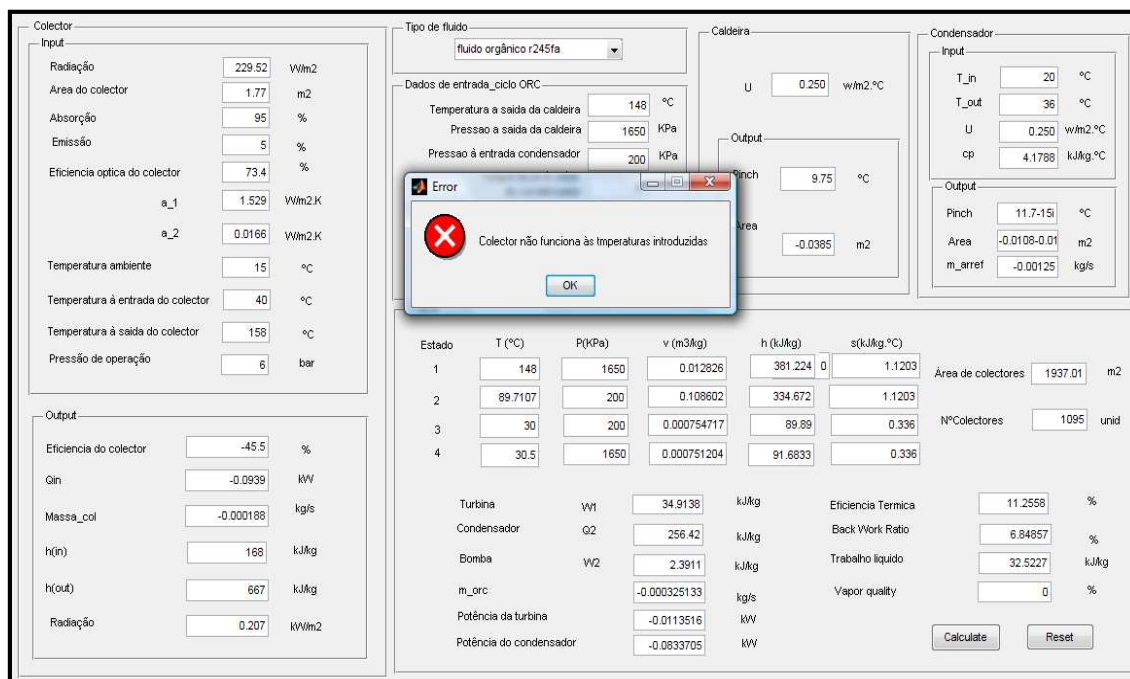 Colector
Input
Radiação 229.52 W/m2
Area do colector 1.77 m2
Absorção 95 %
Emissão 5 %
Eficiencia optica do colector 73.4 %
a_1 1.529 W/m2.K
a_2 0.0166 W/m2.K
Temperatura ambiente 15 ºC
Temperatura à entrada do colector 40 ºC
Temperatura à saida do colector 158 ºC
Pressão de operação 6 bar
Output
Eficiencia do colector -45.5 %
Qin -0.0939 kW
Massa_col -0.000188 kg/s
h(in) 168 kJ/kg
h(out) 667 kJ/kg
Radiação 0.207 kW/m2
Tipo de fluido
fluido orgânico r245fa
Dados de entrada_ciclo ORC
Temperatura a saida da caldeira 148 ºC
Pressao a saida da caldeira 1650 KPa
Pressao à entrada condensador 200 KPa
Caldeira
U 0.250 w/m2.ºC
Output
Pinch 9.75 ºC
Area -0.0385 m2
Condensador
Input
T_in 20 ºC
T_out 36 ºC
U 0.250 w/m2.ºC
cp 4.1788 kJ/kg.ºC
Output
Pinch 11.7-15i ºC
Area -0.0108-0.01 m2
m_arref -0.00125 kg/s
Error
Colector não funciona às tmperaturas introduzidas
OK
Estado T (ºC) P(KPa) v (m3/kg) h (kJ/kg) s(kJ/kg.ºC)
1 148 1650 0.012826 381.224 0 1.1203
2 89.7107 200 0.108602 334.672 1.1203
3 30 200 0.000754717 89.89 0.336
4 30.5 1650 0.000751204 91.6833 0.336
Área de colectores 1937.01 m2
NºColectores 1095 unid
Turbina W1 34.9138 kJ/kg
Condensador Q2 256.42 kJ/kg
Bomba W2 2.3911 kJ/kg
m_orc -0.000325133 kg/s
Potência da turbina -0.0113516 kW
Potência do condensador -0.0833705 kW
Eficiencia Termica 11.2558 %
Back Work Ratio 6.84857 %
Trabalho liquido 32.5227 kJ/kg
Vapor quality 0 %
Calculate
Reset